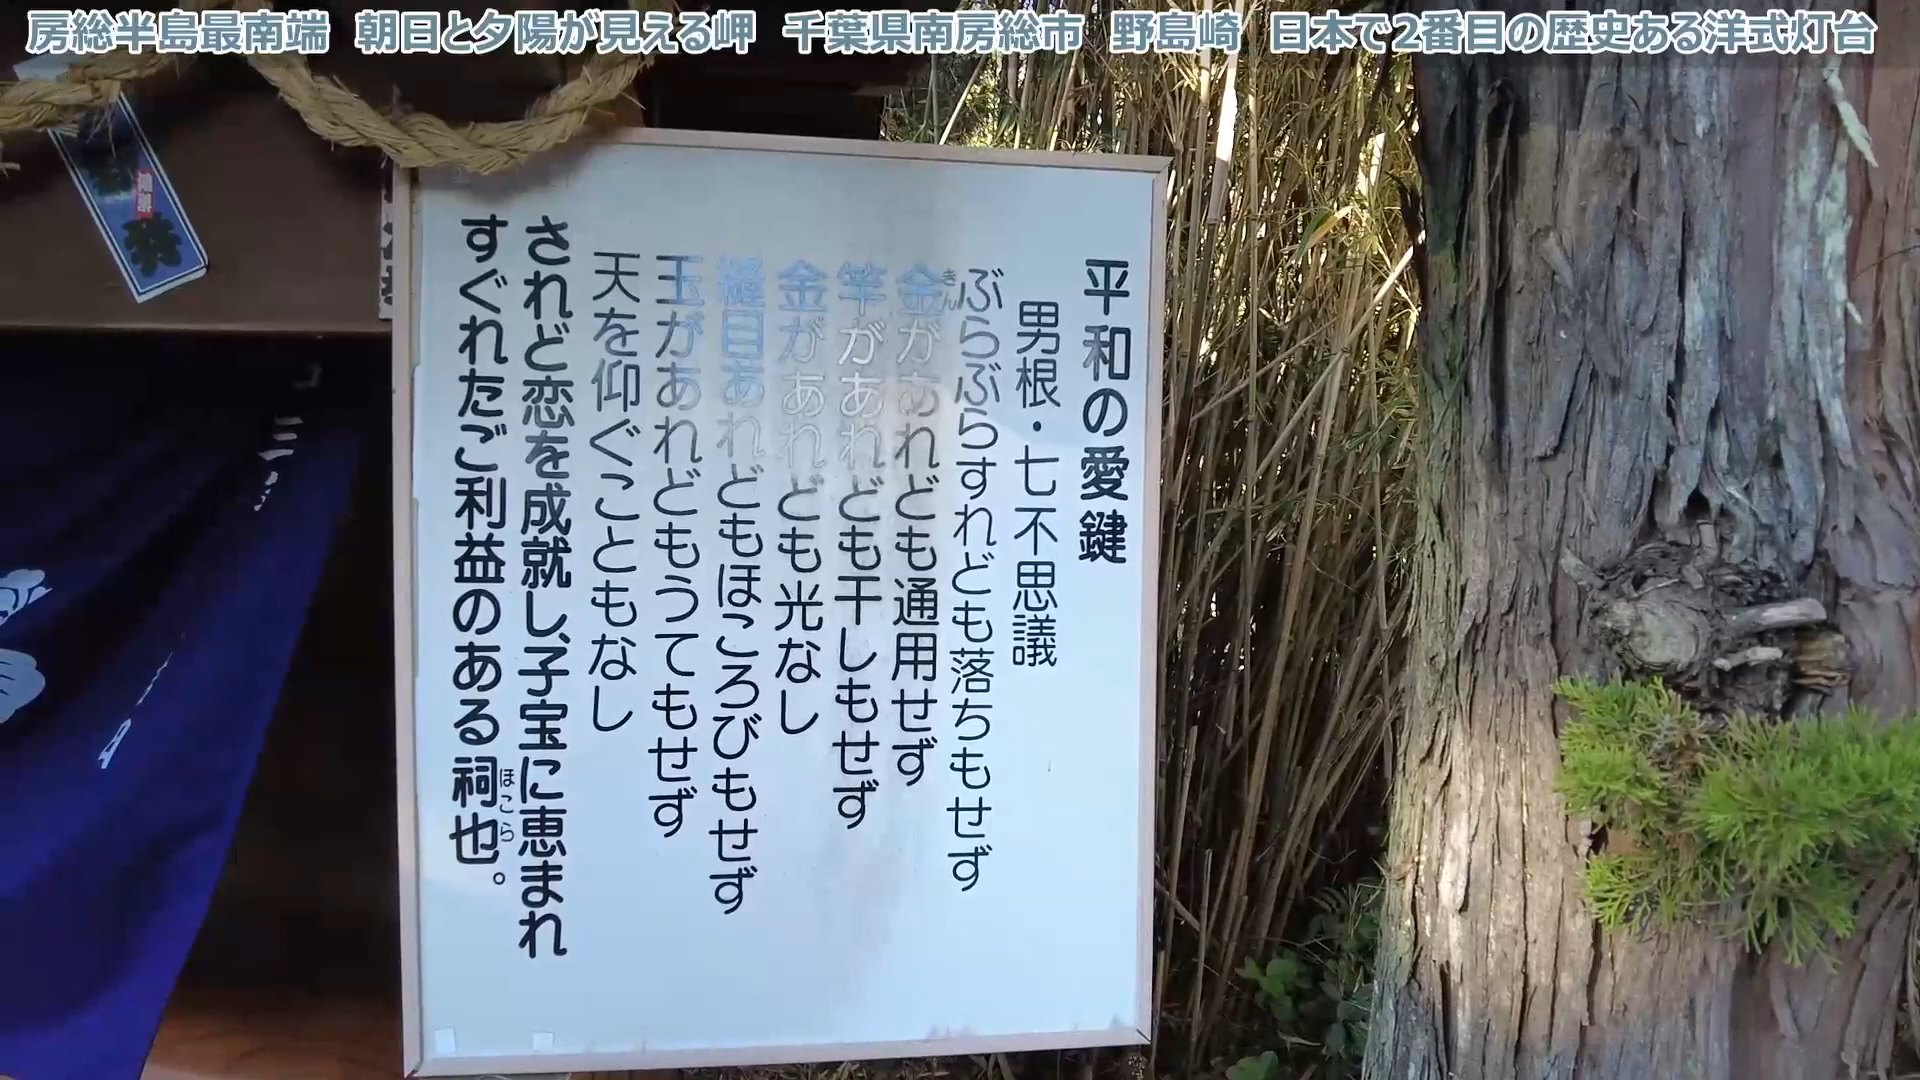 房総半島最南端 朝日と夕陽が見える岬 千葉県南房総市 野島崎 日本で2番目の歴史ある洋式灯台
平和の愛鍵
男根・七不思議
ぶらぶらすれども落ちもせず
金があれども通用せず
きん
竿があれども干しもせず
金があれども光なし
縫目あれどもほころびもせず
玉があれどもうてもせず
天を仰ぐこともなし
されど恋を成就し、子宝に恵まれ
すぐれたご利益のある祠也。
ほこら